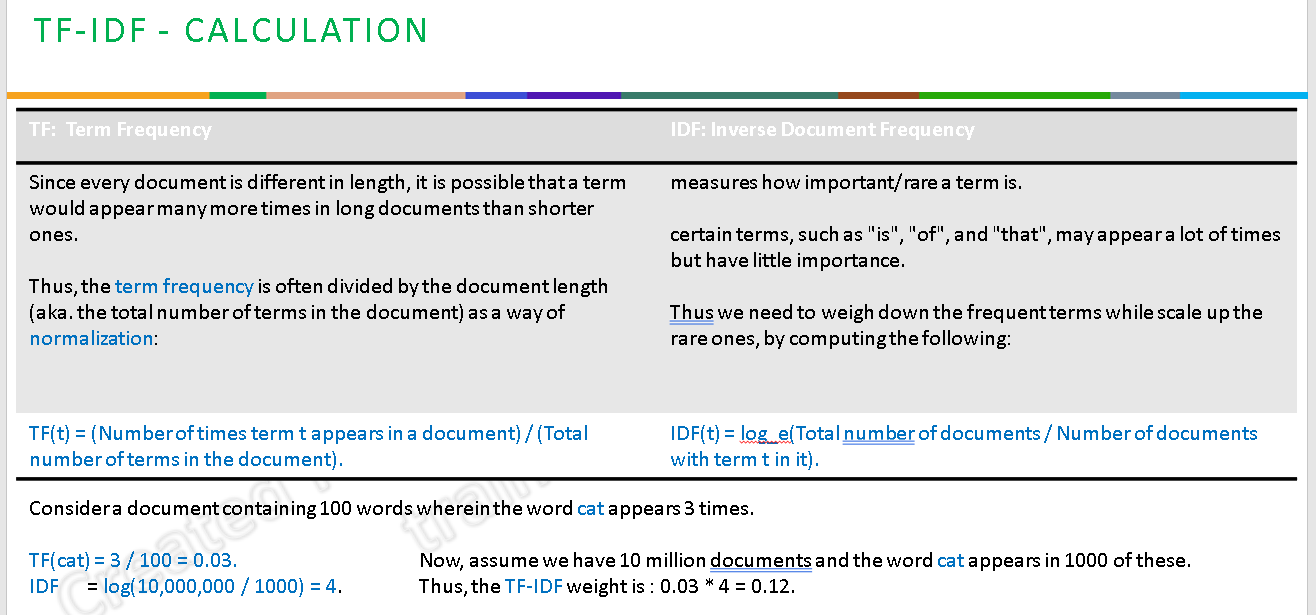 TF-IDF - CALCULATION
TF: Term Frequency
IDF: Inverse Document Frequency
Since every document is different in length, it is possible that a term
would appear many more times in long documents than shorter
ones.
Thus, the term frequency is often divided by the document length
(aka. the total number of terms in the document) as a way of
normalization:
measures how important/rare a term is.
certain terms, such as "is", "of", and "that", may appear a lot of times
but have little importance.
Thus we need to weigh down the frequent terms while scale up the
rare ones, by computing the following:
TF(t) = (Number of times term t appears in a document) / (Total
number of terms in the document).
IDF(t) = log_e(Total number of documents / Number of documents
with term t in it).
Consider a document containing 100 words wherein the word cat appears 3 times.
TF(cat) = 3 / 100 = 0.03.
IDF = log(10,000,000 / 1000) = 4.
Now, assume we have 10 million documents and the word cat appears in 1000 of these.
Thus, the TF-IDF weight is : 0.03 * 4 = 0.12.
Created